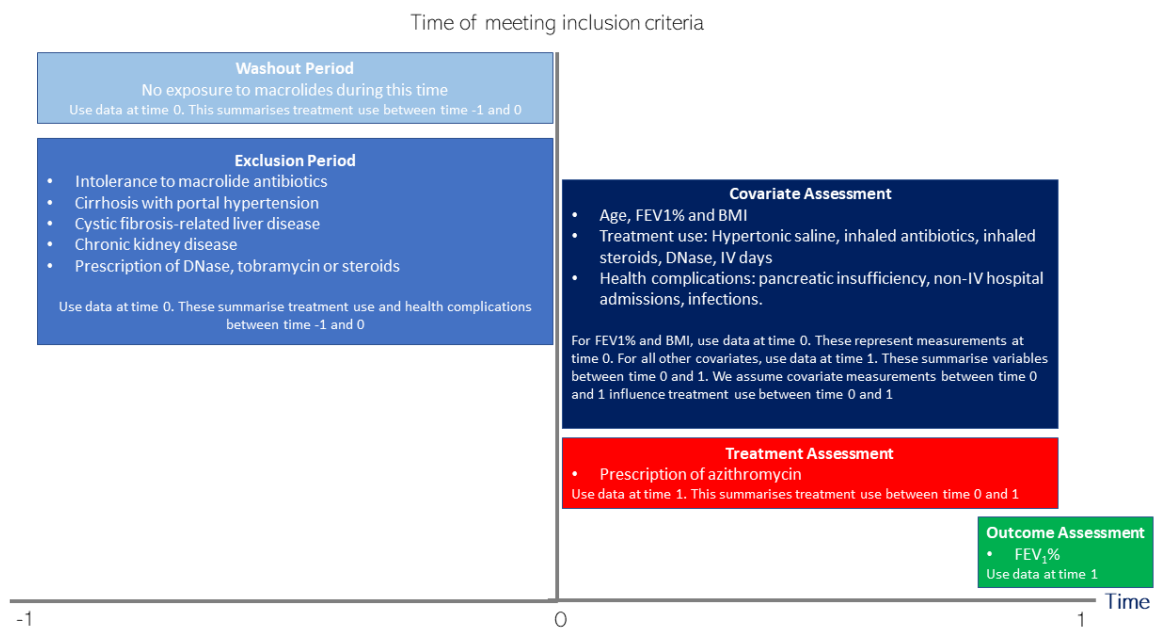 Time of meeting inclusion criteria
Washout Period
No exposure to macrolides during this time
Use data at time 0. This summarises treatment use between time -1 and 0
Exclusion Period
• Intolerance to macrolide antibiotics
• Cirrhosis with portal hypertension
• Cystic fibrosis-related liver disease
• Chronic kidney disease
• Prescription of DNase, tobramycin or steroids
Use data at time 0. These summarise treatment use and health complications
between time -1 and 0
Covariate Assessment
• Age, FEV1% and BMI
• Treatment use: Hypertonic saline, inhaled antibiotics, inhaled
steroids, DNase, IV days
• Health complications: pancreatic insufficiency, non-IV hospital
admissions, infections.
For FEV1% and BMI, use data at time 0. These represent measurements at
time 0. For all other covariates, use data at time 1. These summarise variables
between time 0 and 1. We assume covariate measurements between time 0
and 1 influence treatment use between time 0 and 1
Treatment Assessment
• Prescription of azithromycin
Use data at time 1. This summarises treatment use between time 0 and 1
Outcome Assessment
• FEV₁%
Use data at time 1
Time
-1
0
1